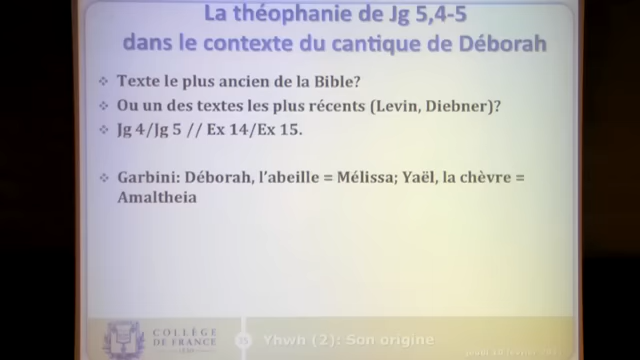 La théophanie de Jg 5,4-5
dans le contexte du cantique de Déborah
Texte le plus ancien de la Bible?
Ou un des textes les plus récents (Levin, Diebner)?
Jg 4/Jg 5 // Ex 14/Ex 15.
Garbini: Déborah, l'abeille = Mélissa; Yaël, la chèvre =
Amaltheia
COLLÈGE
DE FRANCE
Yhwh (2): Son origine